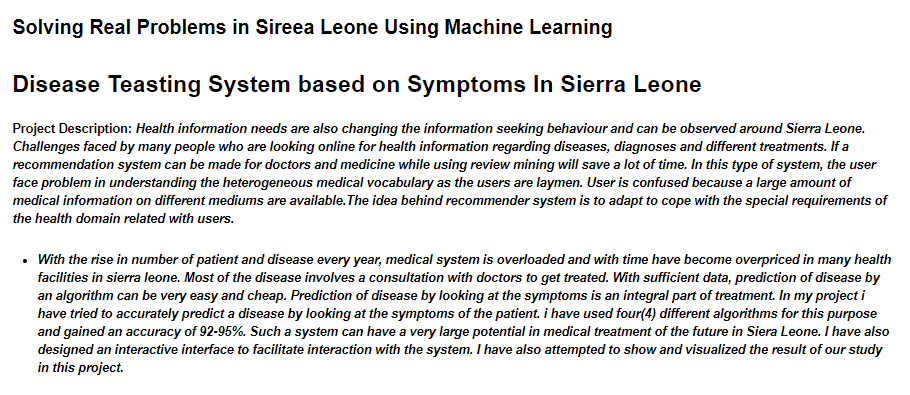 Solving Real Problems in Sireea Leone Using Machine Learning
Disease Teasting System based on Symptoms In Sierra Leone
Project Description: Health information needs are also changing the information seeking behaviour and can be observed around Sierra Leone.
Challenges faced by many people who are looking online for health information regarding diseases, diagnoses and different treatments. If a
recommendation system can be made for doctors and medicine while using review mining will save a lot of time. In this type of system, the user
face problem in understanding the heterogeneous medical vocabulary as the users are laymen. User is confused because a large amount of
medical information on different mediums are available.The idea behind recommender system is to adapt to cope with the special requirements of
the health domain related with users.
• With the rise in number of patient and disease every year, medical system is overloaded and with time have become overpriced in many health
facilities in sierra leone. Most of the disease involves a consultation with doctors to get treated. With sufficient data, prediction of disease by
an algorithm can be very easy and cheap. Prediction of disease by looking at the symptoms is an integral part of treatment. In my project i
have tried to accurately predict a disease by looking at the symptoms of the patient. i have used four(4) different algorithms for this purpose
and gained an accuracy of 92-95%. Such a system can have a very large potential in medical treatment of the future in Siera Leone. I have also
designed an interactive interface to facilitate interaction with the system. I have also attempted to show and visualized the result of our study
in this project.